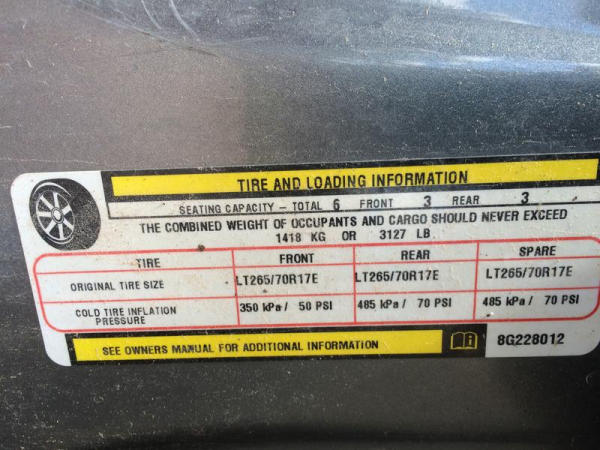 TIRE AND LOADING INFORMATION
SEATING CAPACITY - TOTAL 6 FRONT 3 REAR 3
THE COMBINED WEIGHT OF OCCUPANTS AND CARGO SHOULD NEVER EXCEED
1418 KG OR 3127 LB
TIRE FRONT REAR SPARE
ORIGINAL TIRE SIZE LT265/70R17E LT265/70R17E LT265/70R17E
COLD TIRE INFLATION PRESSURE 350 kPa / 50 PSI 485 kPa / 70 PSI 485 kPa / 70 PSI
SEE OWNERS MANUAL FOR ADDITIONAL INFORMATION 8G228012